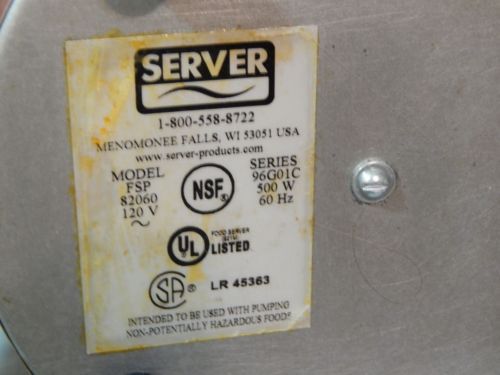 SERVER
1-800-558-8722
MENOMONEE FALLS, WI 53051 USA
www.server-products.com
MODEL
FSP
82060
120 V
~
NSF®
SERIES
96G01C
500 W
60 Hz
UL®
FOOD SERVER
LISTED
SA® LR 45363
INTENDED TO BE USED WITH PUMPING
NON-POTENTIALLY HAZARDOUS FOODS